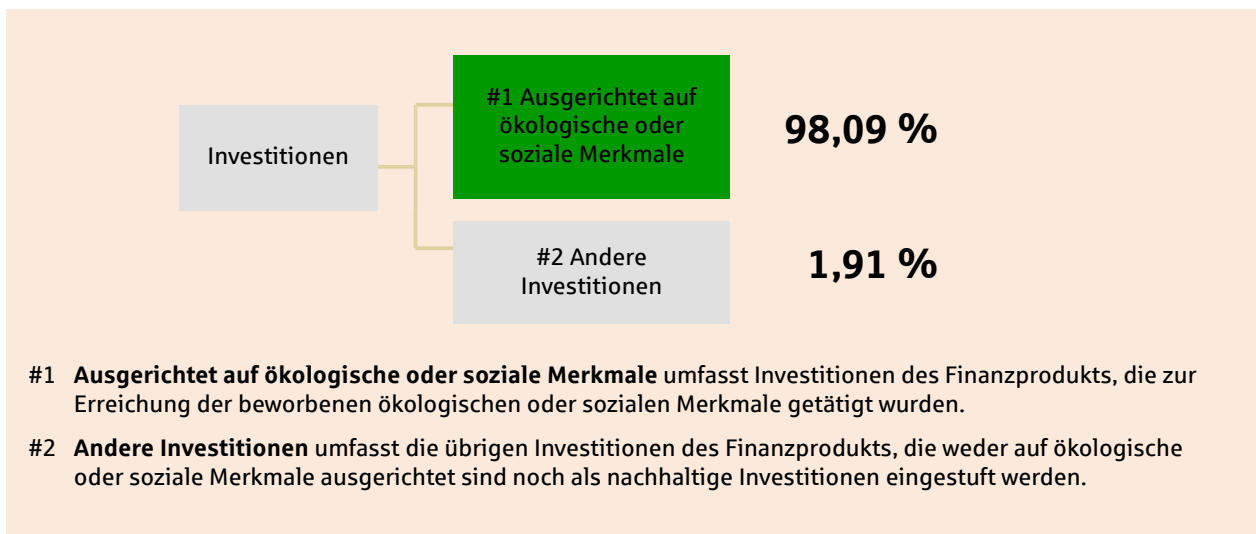 #1 Ausgerichtet auf
ökologische oder
soziale Merkmale
98,09 %
Investitionen
#2 Andere
Investitionen
1,91 %
#1 Ausgerichtet auf ökologische oder soziale Merkmale umfasst Investitionen des Finanzprodukts, die zur
Erreichung der beworbenen ökologischen oder sozialen Merkmale getätigt wurden.
#2 Andere Investitionen umfasst die übrigen Investitionen des Finanzprodukts, die weder auf ökologische
oder soziale Merkmale ausgerichtet sind noch als nachhaltige Investitionen eingestuft werden.